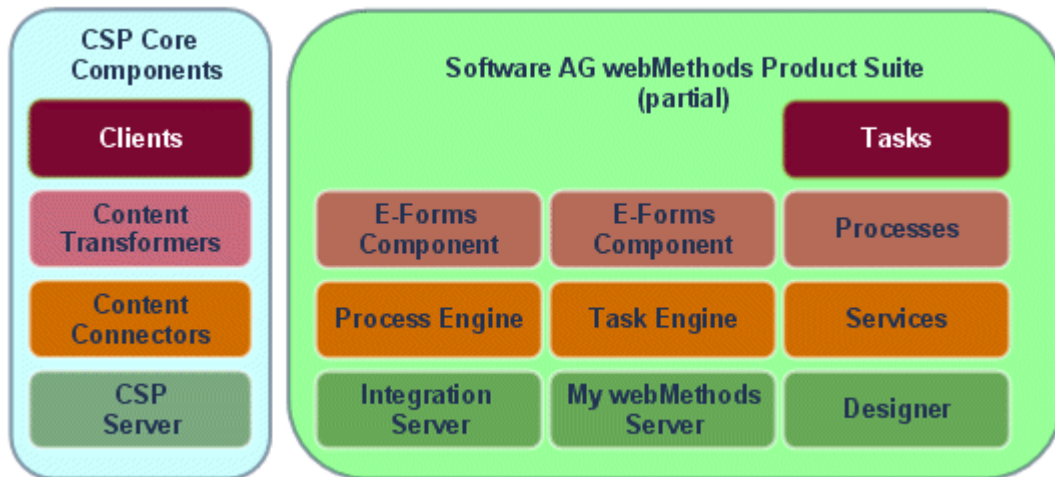 CSP Core
Components
Clients
Content
Transformers
Content
Connectors
CSP
Server
Software AG webMethods Product Suite
(partial)
Tasks
E-Forms
Component
E-Forms
Component
Processes
Process Engine
Task Engine
Services
Integration
Server
My webMethods
Server
Designer